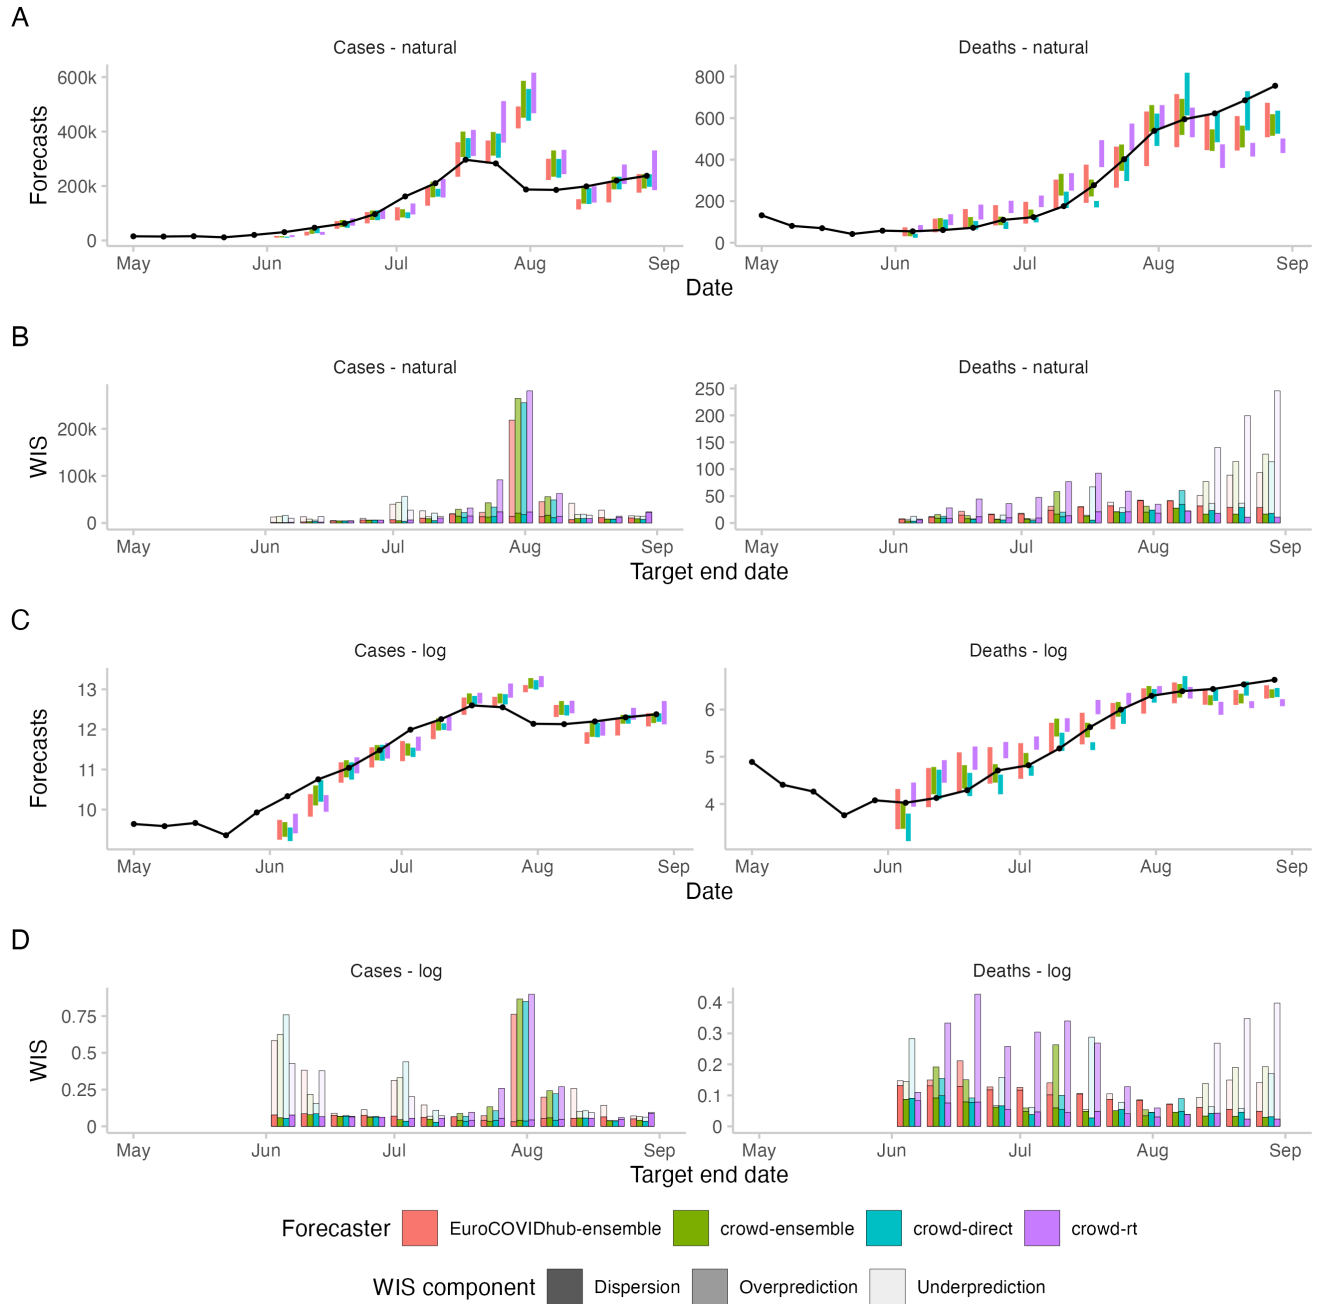 A
Cases - natural
Deaths - natural
Forecasts
600k
400k
200k
0
800
600
400
200
0
May Jun Jul Aug Sep
May Jun Jul Aug Sep
Date
B
Cases - natural
Deaths - natural
WIS
200k
100k
0
250
200
150
100
50
0
May Jun Jul Aug Sep
May Jun Jul Aug Sep
Target end date
C
Cases - log
Deaths - log
Forecasts
13
12
11
10
6
5
4
May Jun Jul Aug Sep
May Jun Jul Aug Sep
Date
D
Cases - log
Deaths - log
WIS
0.75
0.5
0.25
0
0.4
0.3
0.2
0.1
0
May Jun Jul Aug Sep
May Jun Jul Aug Sep
Target end date
Forecaster EuroCOVIDhub-ensemble crowd-ensemble crowd-direct crowd-rt
WIS component Dispersion Overprediction Underprediction